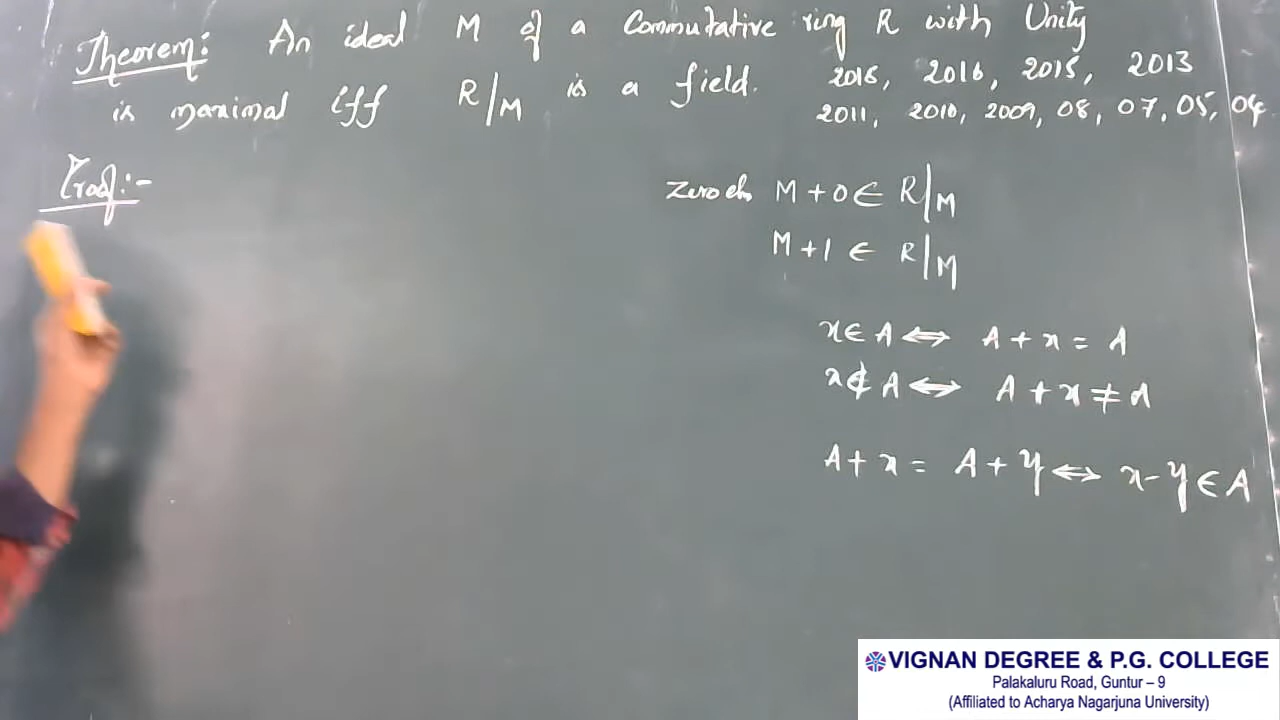 Theorem: An ideal M of a Commutative ring R with Unity
is maximal iff R/M is a field. 2018, 2016, 2015, 2013
2011, 2010, 2009, 08, 07, 05, 04
Proof:-
Zero ele M + 0 ∈ R/M
M + 1 ∈ R/M
x ∈ A ⟺ A + x = A
x ∉ A ⟺ A + x ≠ A
A + x = A + y ⟺ x - y ∈ A
VIGNAN DEGREE & P.G. COLLEGE
Palakaluru Road, Guntur – 9
(Affiliated to Acharya Nagarjuna University)